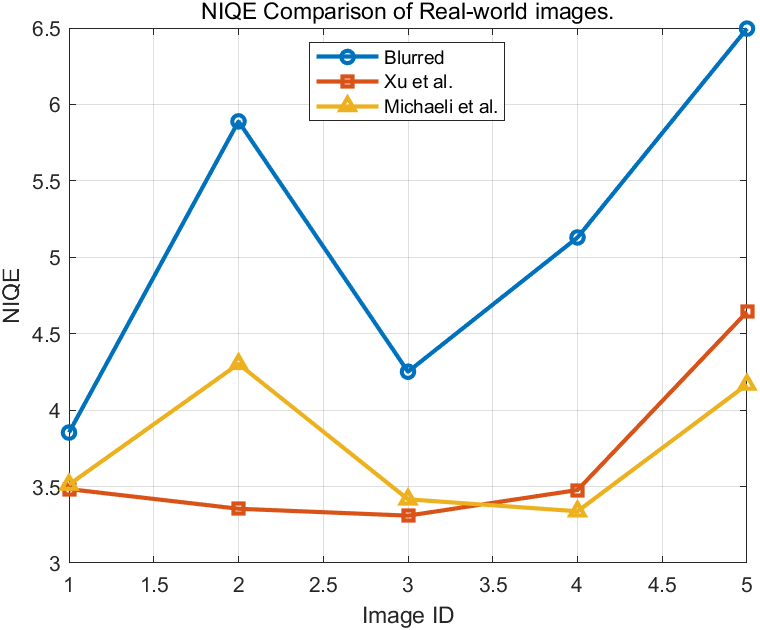 NIQE Comparison of Real-world images.
Blurred
Xu et al.
Michaeli et al.
6.5
6
5.5
5
4.5
4
3.5
3
NIQE
1 1.5 2 2.5 3 3.5 4 4.5 5
Image ID